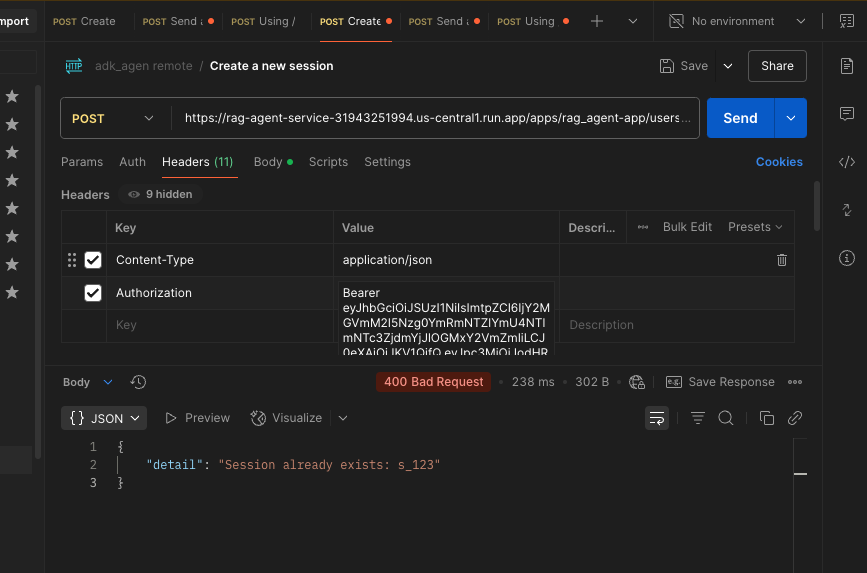 mport
POST Create
POST Send
POST Using /
POST Create
POST Send
POST Using
No environment
HTTP
adk_agen remote / Create a new session
Save
Share
POST
https://rag-agent-service-31943251994.us-central1.run.app/apps/rag_agent-app/users...
Send
Params
Auth
Headers (11)
Body
Scripts
Settings
Cookies
Headers
9 hidden
Key
Value
Descri...
Bulk Edit
Presets
Content-Type
application/json
Authorization
Bearer
Key
Description
Body
400 Bad Request
238 ms
302 B
e.g.
Save Response
{} JSON
Preview
Visualize
1 {
2 "detail": "Session already exists: s_123"
3 }